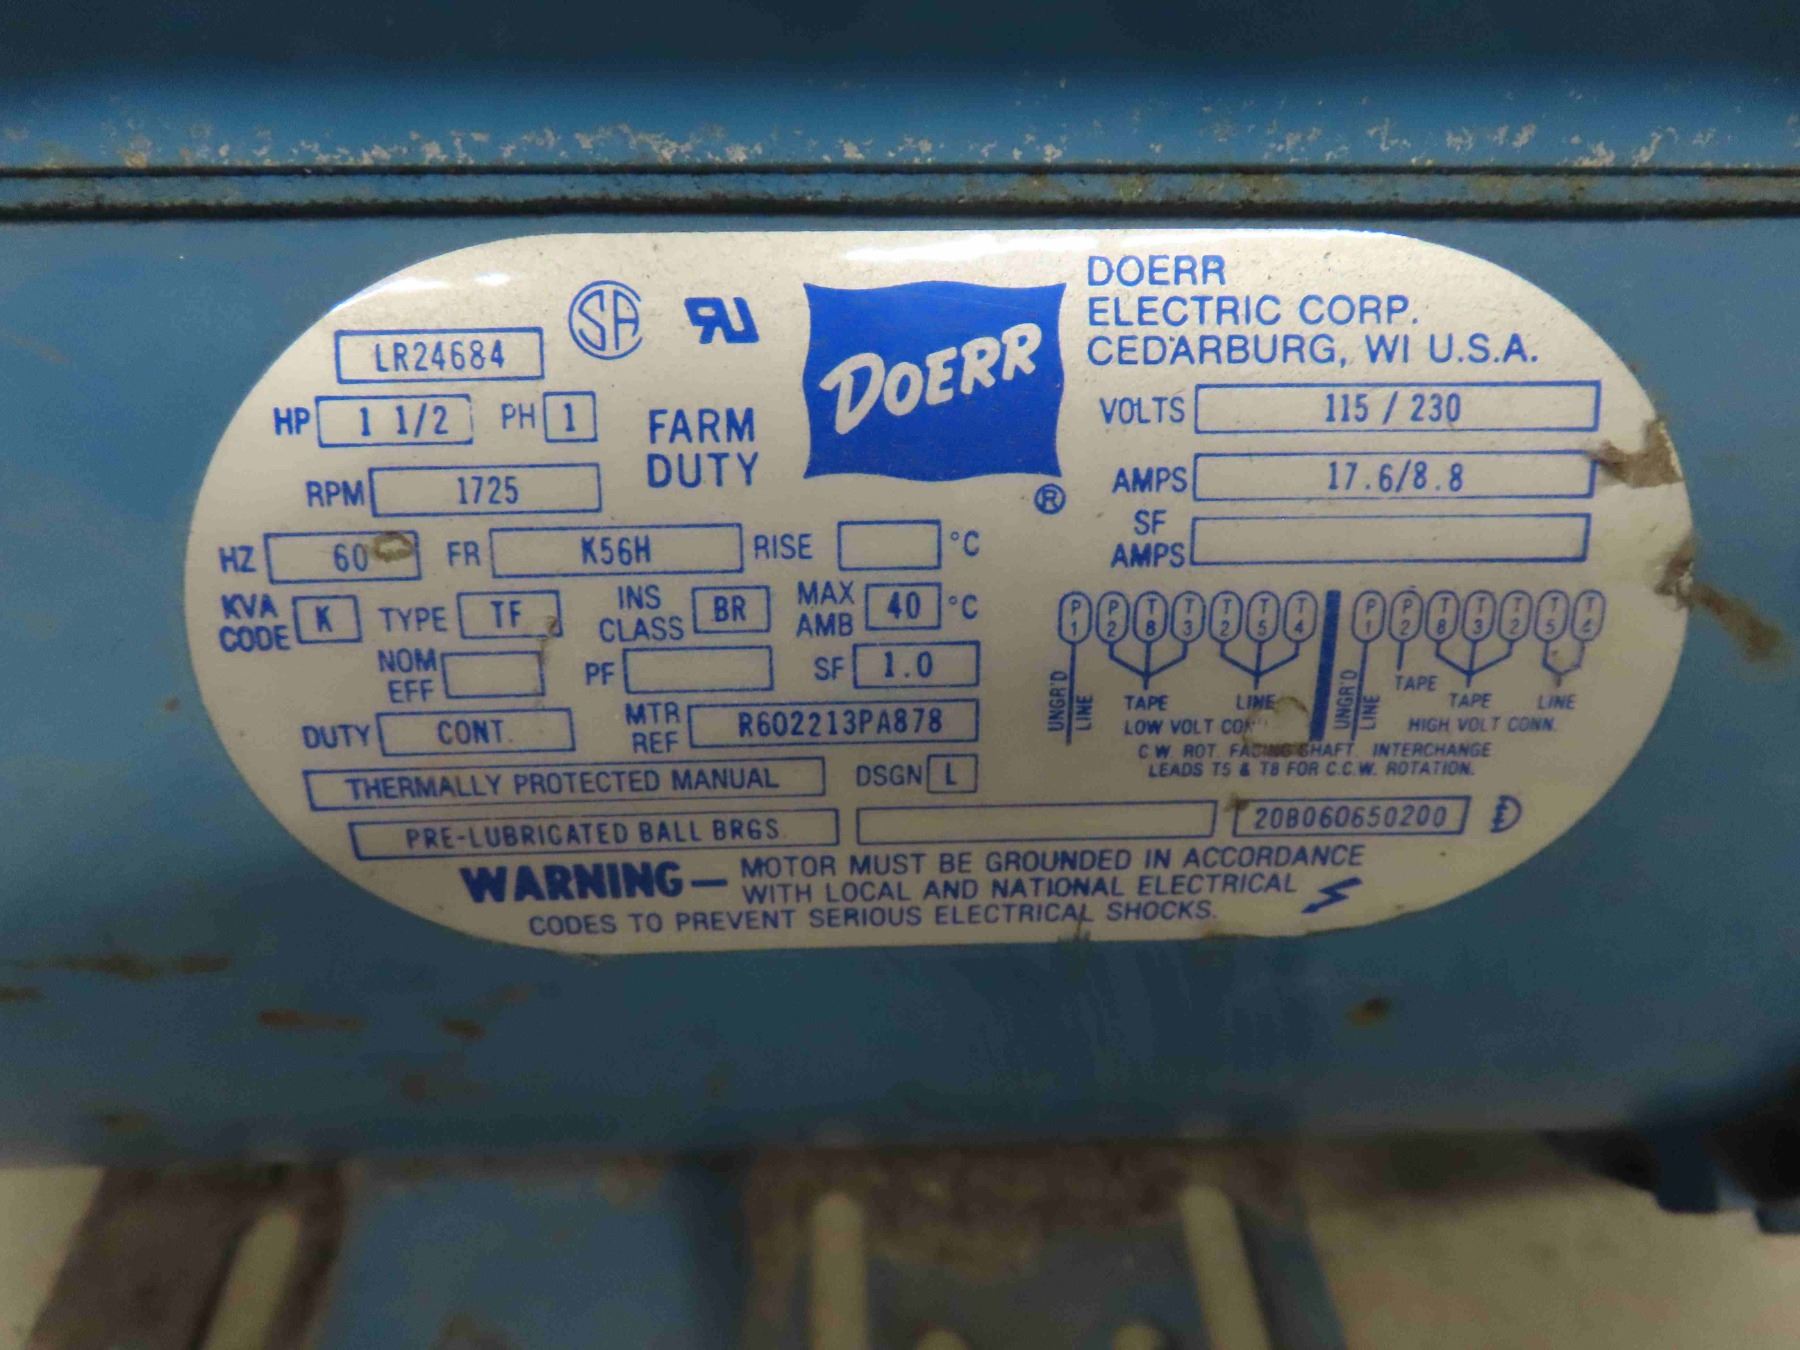 LR24684
SA
RU
DOERR
DOERR
ELECTRIC CORP.
CEDARBURG, WI U.S.A.
HP 1 1/2 PH 1
FARM
DUTY
VOLTS 115 / 230
RPM 1725
AMPS 17.6/8.8
®
SF
AMPS
HZ 60 FR K56H RISE °C
KVA
CODE K TYPE TF INS
CLASS BR MAX
AMB 40 °C
NOM
EFF PF SF 1.0
DUTY CONT. MTR
REF R602213PA878
THERMALLY PROTECTED MANUAL DSGN L
PRE-LUBRICATED BALL BRGS.
P1 P2 T8 T3 T2 T5 T4
P1 P2 T8 T3 T2 T5 T4
UNGR'D
LINE
TAPE LINE
LOW VOLT
UNGR'D
LINE
TAPE
TAPE LINE
HIGH VOLT CONN.
C.W. ROT. FACING SHAFT. INTERCHANGE
LEADS T5 & T8 FOR C.C.W. ROTATION.
20B060650200
WARNING— MOTOR MUST BE GROUNDED IN ACCORDANCE
WITH LOCAL AND NATIONAL ELECTRICAL
CODES TO PREVENT SERIOUS ELECTRICAL SHOCKS.